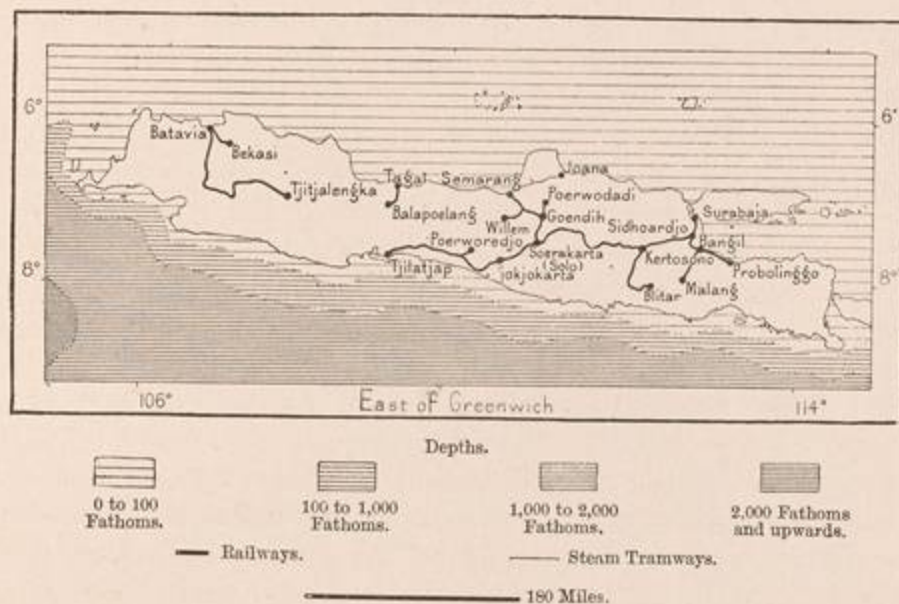 6°
6°
Batavia
Bekasi
Joana
Tagal
Semarang
Tjitjalengka
Poerwodadi
Balapoelang
Goendih
Surabaja
Willem
Sidhoardjo
Poerworedjo
Soerakarta
(Solo)
Bangil
8°
Tjilatjap
Jokjokarta
Kertosono
Probolinggo
8°
Blitar
Malang
106°
East of Greenwich
114°
Depths.
0 to 100
Fathoms.
100 to 1,000
Fathoms.
1,000 to 2,000
Fathoms.
2,000 Fathoms
and upwards.
Railways.
Steam Tramways.
180 Miles.